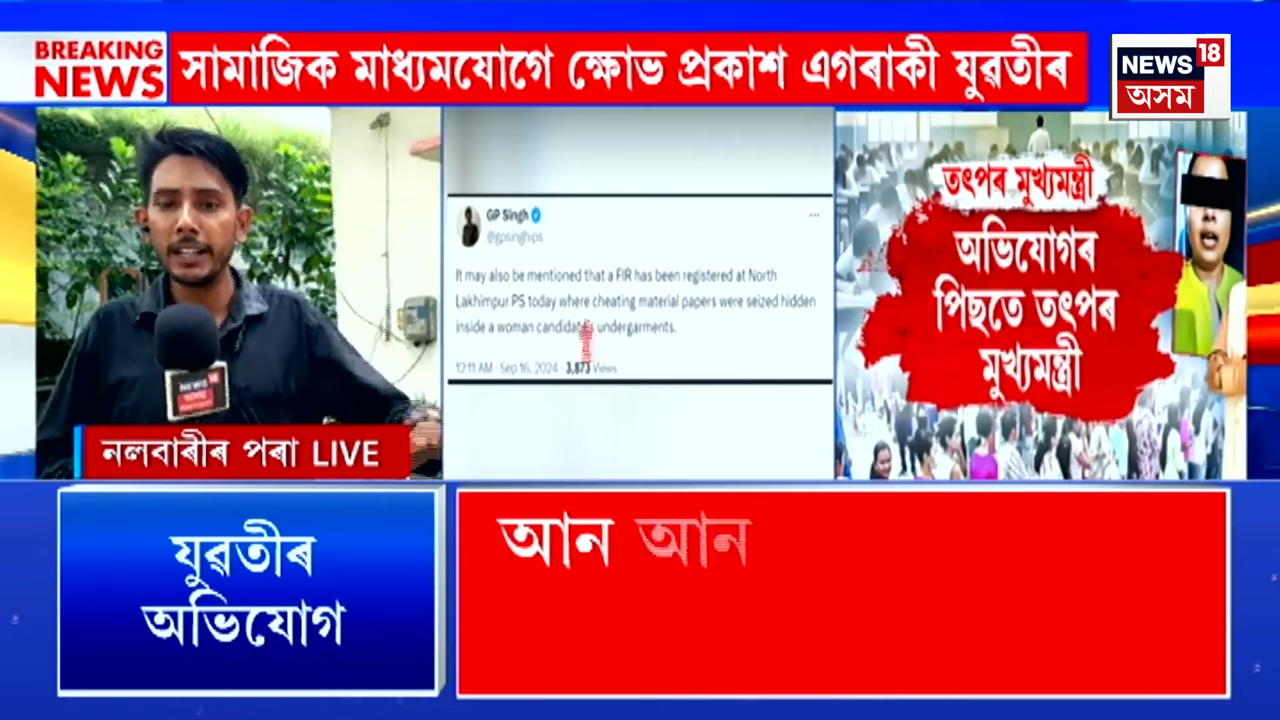 BREAKING
NEWS
সামাজিক মাধ্যমযোগে ক্ষোভ প্ৰকাশ এগৰাকী যুৱতীৰ
NEWS 18
অসম
GP Singh
@gpsinghips
It may also be mentioned that a FIR has been registered at North
Lakhimpur PS today where cheating material papers were seized hidden
inside a woman candidates undergarments.
12:11 AM · Sep 16, 2024 · 3,873 Views
তৎপৰ মুখ্যমন্ত্ৰী
অভিযোগৰ
পিছতে তৎপৰ
মুখ্যমন্ত্ৰী
NEWS 18
নলবাৰীৰ পৰা LIVE
যুৱতীৰ
অভিযোগ
আন আন